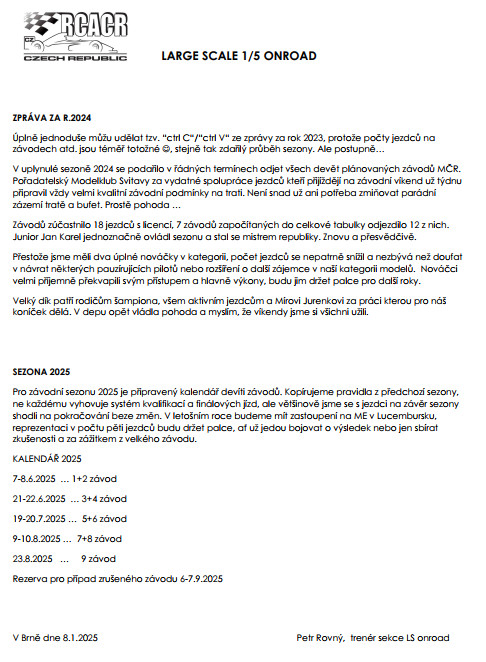 RCACR
CZ
CZECH REPUBLIC
LARGE SCALE 1/5 ONROAD
ZPRÁVA ZA R.2024
Úplně jednoduše můžu udělat tzv. "ctrl C"/"ctrl V" ze zprávy za rok 2023, protože počty jezdců na
závodech atd. jsou téměř totožné ☺, stejně tak zdařilý průběh sezony. Ale postupně…
V uplynulé sezoně 2024 se podařilo v řádných termínech odjet všech devět plánovaných závodů MČR.
Pořadatelský Modelklub Svitavy za vydatné spolupráce jezdců kteří přijíždějí na závodní víkend už týdnu
připravil vždy velmi kvalitní závodní podmínky na trati. Není snad už ani potřeba zmiňovat parádní
zázemí tratě a bufet. Prostě pohoda …
Závodů zúčastnilo 18 jezdců s licencí, 7 závodů započítaných do celkové tabulky odjezdilo 12 z nich.
Junior Jan Karel jednoznačně ovládl sezonu a stal se mistrem republiky. Znovu a přesvědčivě.
Přestože jsme měli dva úplné nováčky v kategorii, počet jezdců se nepatrně snížil a nezbývá než doufat
v návrat některých pauzírujících pilotů nebo rozšíření o další zájemce v naší kategorii modelů. Nováčci
velmi příjemně překvapili svým přístupem a hlavně výkony, budu jim držet palce pro další roky.
Velký dík patří rodičům šampiona, všem aktivním jezdcům a Mírovi Jurenkovi za práci kterou pro náš
koníček dělá. V depu opět vládla pohoda a myslím, že víkendy jsme si všichni užili.
SEZONA 2025
Pro závodní sezonu 2025 je připravený kalendář devíti závodů. Kopírujeme pravidla z předchozí sezony,
ne každému vyhovuje systém kvalifikací a finálových jízd, ale většinově jsme se s jezdci na závěr sezony
shodli na pokračování beze změn. V letošním roce budeme mít zastoupení na ME v Lucembursku,
reprezentaci v počtu pěti jezdců budu držet palce, ať už jedou bojovat o výsledek nebo jen sbírat
zkušenosti a za zážitkem z velkého závodu.
KALENDÁŘ 2025
7-8.6.2025 … 1+2 závod
21-22.6.2025 … 3+4 závod
19-20.7.2025 … 5+6 závod
9-10.8.2025 … 7+8 závod
23.8.2025 … 9 závod
Rezerva pro případ zrušeného závodu 6-7.9.2025
V Brně dne 8.1.2025 Petr Rovný, trenér sekce LS onroad